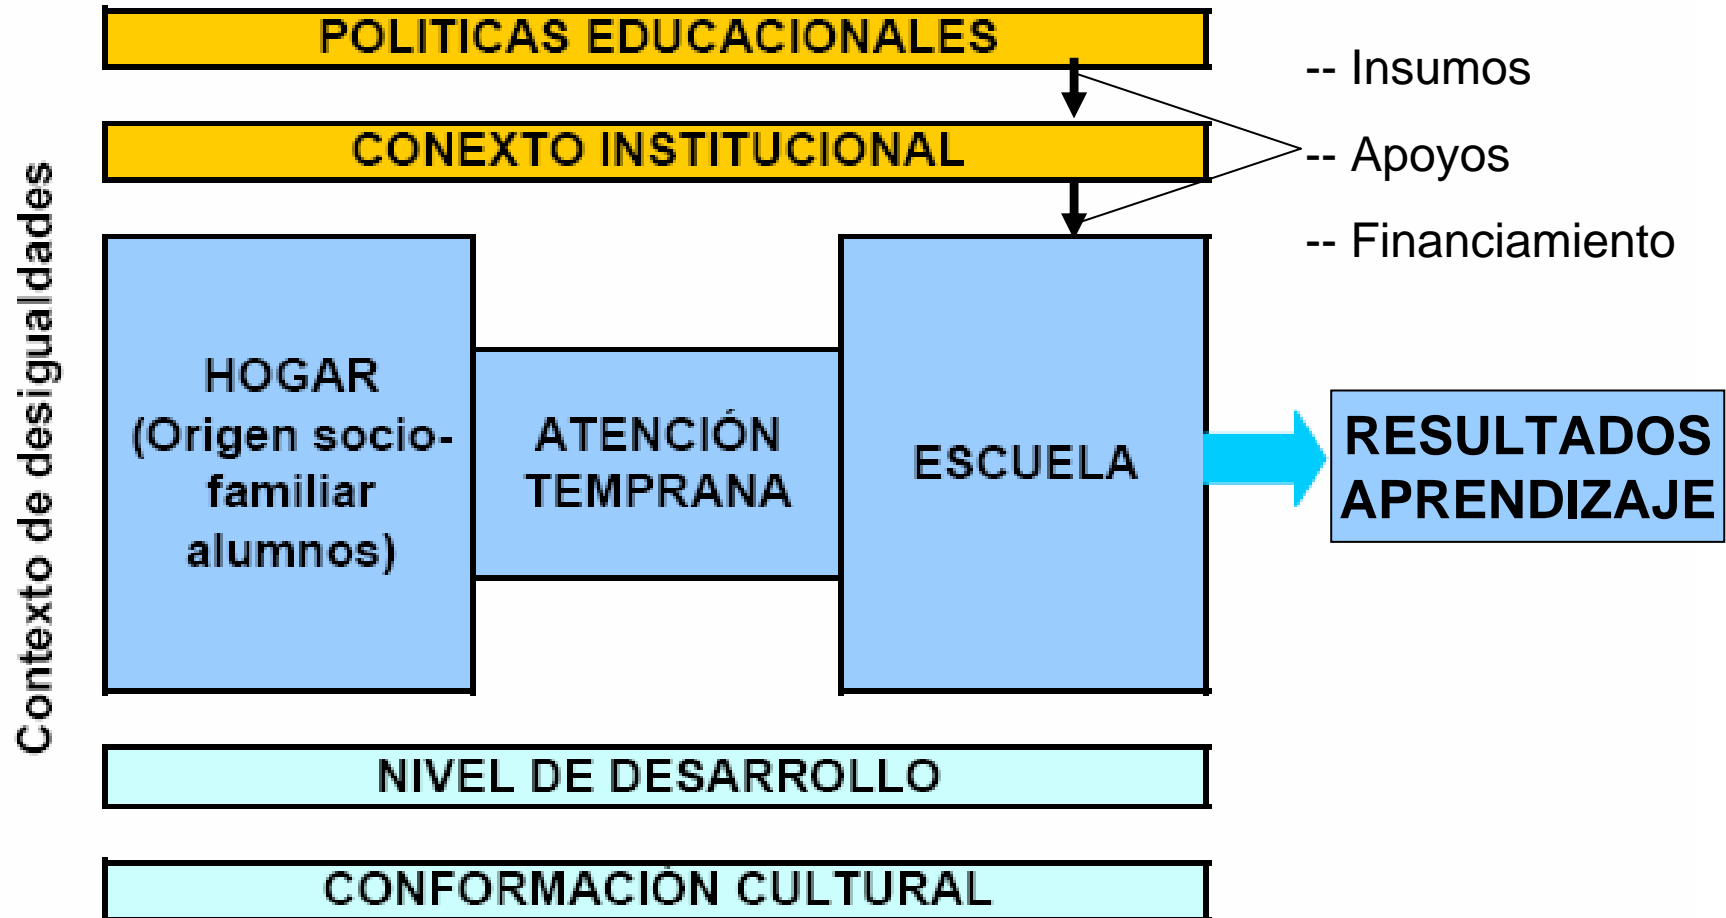 POLITICAS EDUCACIONALES
-- Insumos
CONEXTO INSTITUCIONAL
-- Apoyos
-- Financiamiento
Contexto de desigualdades
HOGAR
(Origen socio-
familiar
alumnos)
ATENCIÓN
TEMPRANA
ESCUELA
RESULTADOS
APRENDIZAJE
NIVEL DE DESARROLLO
CONFORMACIÓN CULTURAL